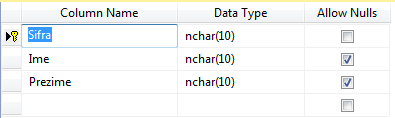 Column Name Data Type Allow Nulls
Sifra nchar(10)
Ime nchar(10)
Prezime nchar(10)